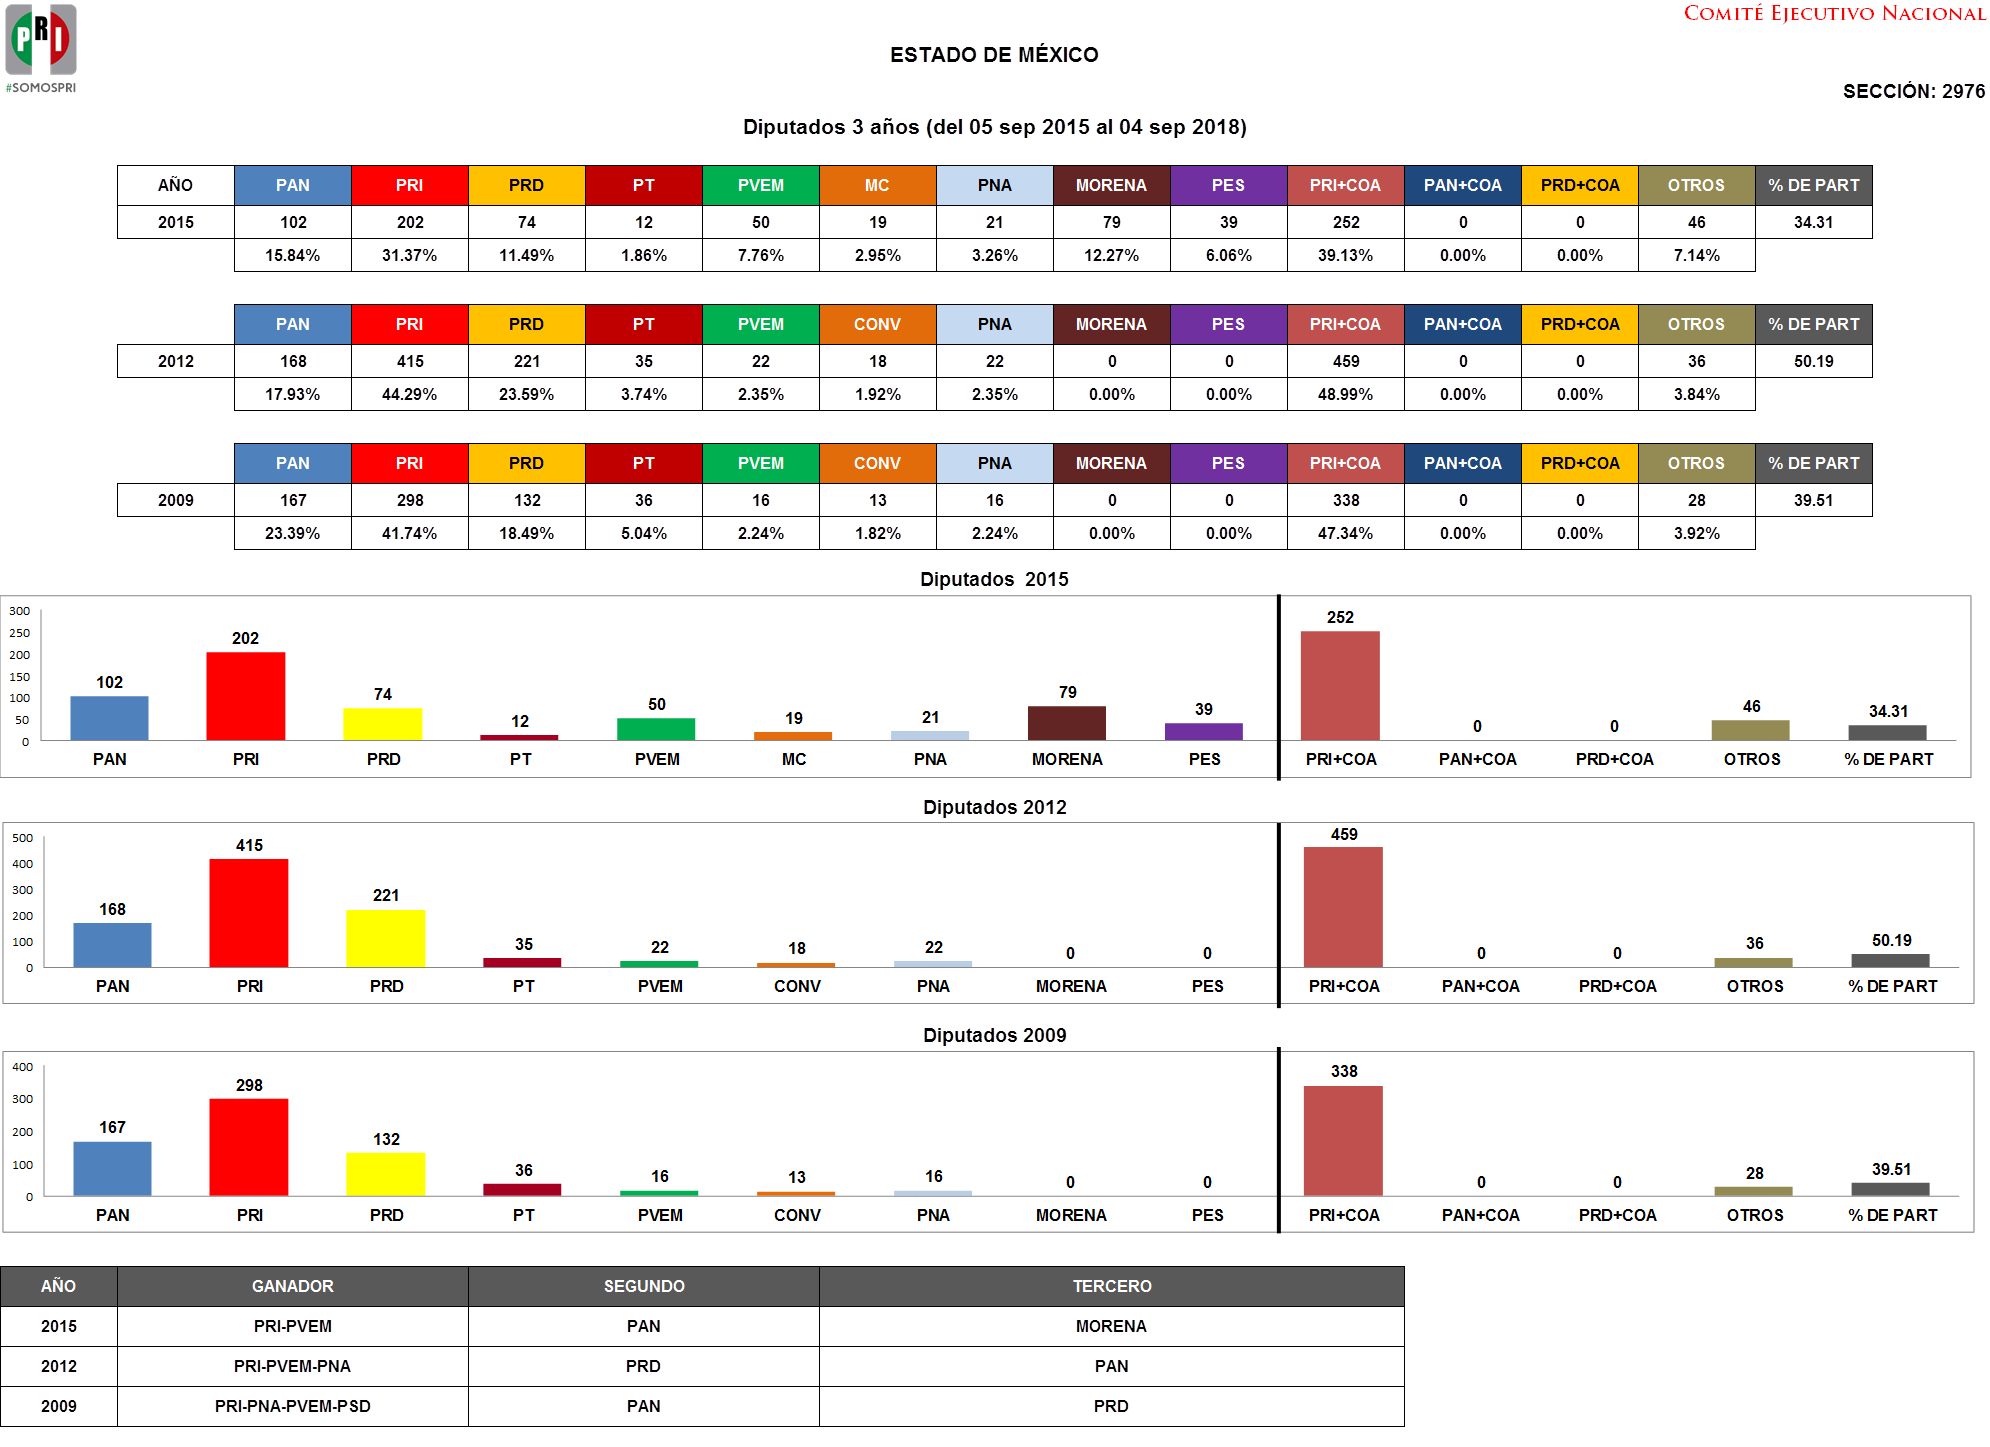 PRI
#SOMOSPRI
COMITÉ EJECUTIVO NACIONAL
ESTADO DE MÉXICO
SECCIÓN: 2976
Diputados 3 años (del 05 sep 2015 al 04 sep 2018)
AÑO PAN PRI PRD PT PVEM MC PNA MORENA PES PRI+COA PAN+COA PRD+COA OTROS % DE PART
2015 102 202 74 12 50 19 21 79 39 252 0 0 46 34.31
15.84% 31.37% 11.49% 1.86% 7.76% 2.95% 3.26% 12.27% 6.06% 39.13% 0.00% 0.00% 7.14%
PAN PRI PRD PT PVEM CONV PNA MORENA PES PRI+COA PAN+COA PRD+COA OTROS % DE PART
2012 168 415 221 35 22 18 22 0 0 459 0 0 36 50.19
17.93% 44.29% 23.59% 3.74% 2.35% 1.92% 2.35% 0.00% 0.00% 48.99% 0.00% 0.00% 3.84%
PAN PRI PRD PT PVEM CONV PNA MORENA PES PRI+COA PAN+COA PRD+COA OTROS % DE PART
2009 167 298 132 36 16 13 16 0 0 338 0 0 28 39.51
23.39% 41.74% 18.49% 5.04% 2.24% 1.82% 2.24% 0.00% 0.00% 47.34% 0.00% 0.00% 3.92%
Diputados 2015
300
250
200
150
100
50
0
102 202 74 12 50 19 21 79 39 252 0 0 46 34.31
PAN PRI PRD PT PVEM MC PNA MORENA PES PRI+COA PAN+COA PRD+COA OTROS % DE PART
Diputados 2012
500
400
300
200
100
0
168 415 221 35 22 18 22 0 0 459 0 0 36 50.19
PAN PRI PRD PT PVEM CONV PNA MORENA PES PRI+COA PAN+COA PRD+COA OTROS % DE PART
Diputados 2009
400
300
200
100
0
167 298 132 36 16 13 16 0 0 338 0 0 28 39.51
PAN PRI PRD PT PVEM CONV PNA MORENA PES PRI+COA PAN+COA PRD+COA OTROS % DE PART
AÑO GANADOR SEGUNDO TERCERO
2015 PRI-PVEM PAN MORENA
2012 PRI-PVEM-PNA PRD PAN
2009 PRI-PNA-PVEM-PSD PAN PRD